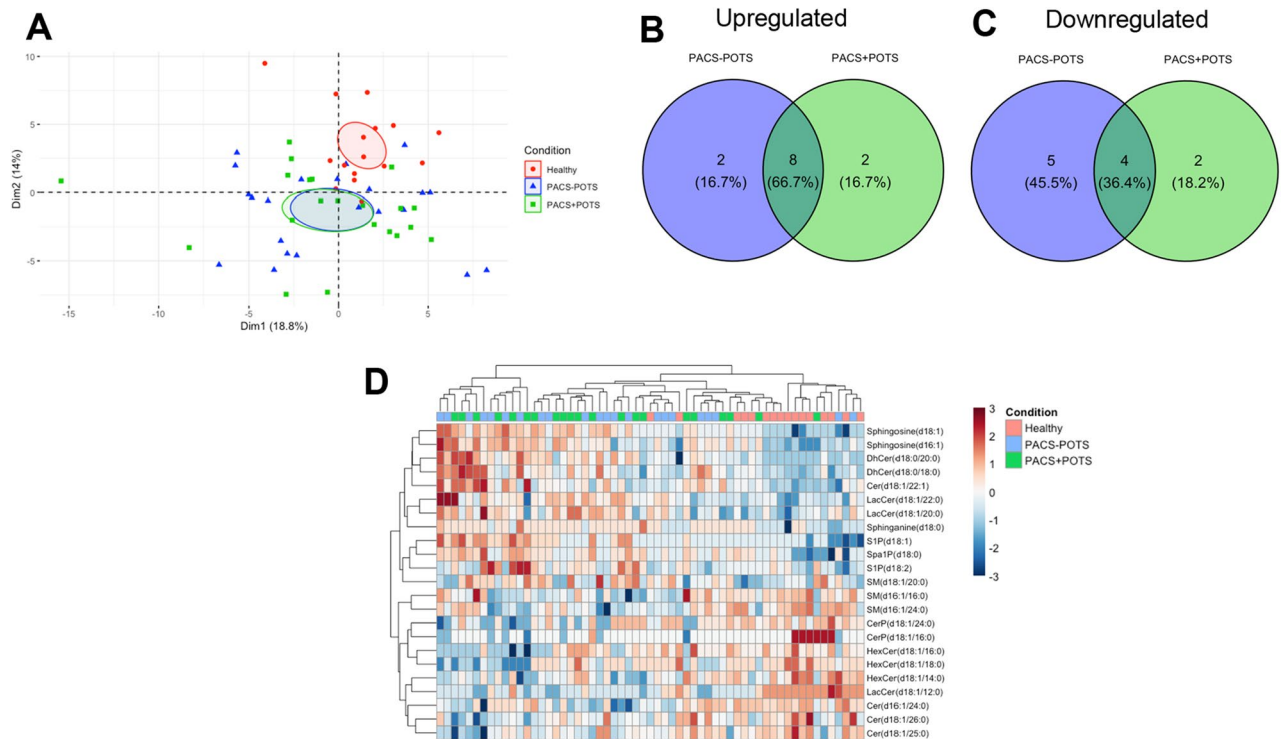 A
10
5
0
-5
-15
-10
-5
0
5
Dim2 (14%)
Dim1 (18.8%)
Condition
Healthy
PACS-POTS
PACS+POTS
B
Upregulated
PACS-POTS
PACS+POTS
2
(16.7%)
8
(66.7%)
2
(16.7%)
C
Downregulated
PACS-POTS
PACS+POTS
5
(45.5%)
4
(36.4%)
2
(18.2%)
D
Sphingosine(d18:1)
Sphingosine(d16:1)
DhCer(d18:0/20:0)
DhCer(d18:0/18:0)
Cer(d18:1/22:1)
LacCer(d18:1/22:0)
LacCer(d18:1/20:0)
Sphinganine(d18:0)
S1P(d18:1)
Spa1P(d18:0)
S1P(d18:2)
SM(d18:1/20:0)
SM(d16:1/16:0)
SM(d16:1/24:0)
CerP(d18:1/24:0)
CerP(d18:1/16:0)
HexCer(d18:1/16:0)
HexCer(d18:1/18:0)
HexCer(d18:1/14:0)
LacCer(d18:1/12:0)
Cer(d16:1/24:0)
Cer(d18:1/26:0)
Cer(d18:1/25:0)
3
2
1
0
-1
-2
-3
Condition
Healthy
PACS-POTS
PACS+POTS